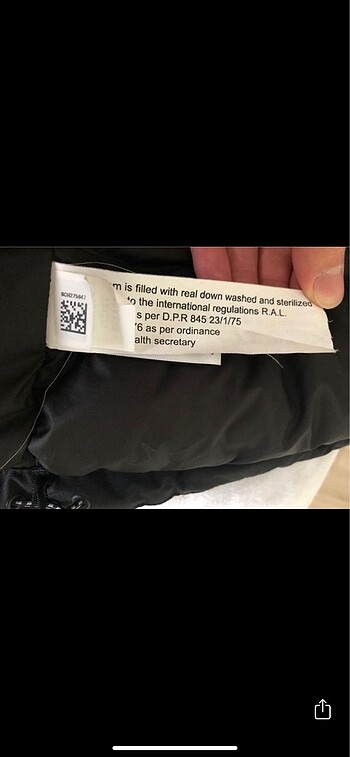 m is filled with real down washed and sterilized
to the international regulations R.A.L.
s per D.P.R 845 23/1/75
6 as per ordinance
alth secretary